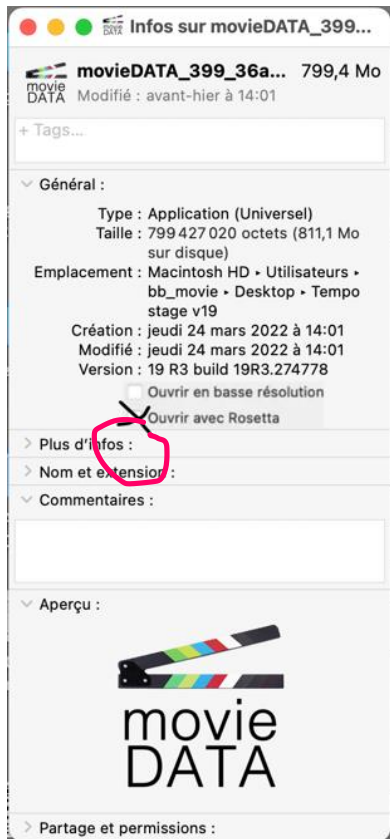 movie DATA Infos sur movieDATA_399...
movieDATA_399_36a... 799,4 Mo
movie
DATA Modifié : avant-hier à 14:01
+ Tags...
Général :
Type : Application (Universel)
Taille : 799 427 020 octets (811,1 Mo
sur disque)
Emplacement : Macintosh HD ▸ Utilisateurs ▸
bb_movie ▸ Desktop ▸ Tempo
stage v19
Création : jeudi 24 mars 2022 à 14:01
Modifié : jeudi 24 mars 2022 à 14:01
Version : 19 R3 build 19R3.274778
Ouvrir en basse résolution
Ouvrir avec Rosetta
Plus d'infos :
Nom et extension :
Commentaires :
Aperçu :
movie
DATA
Partage et permissions :